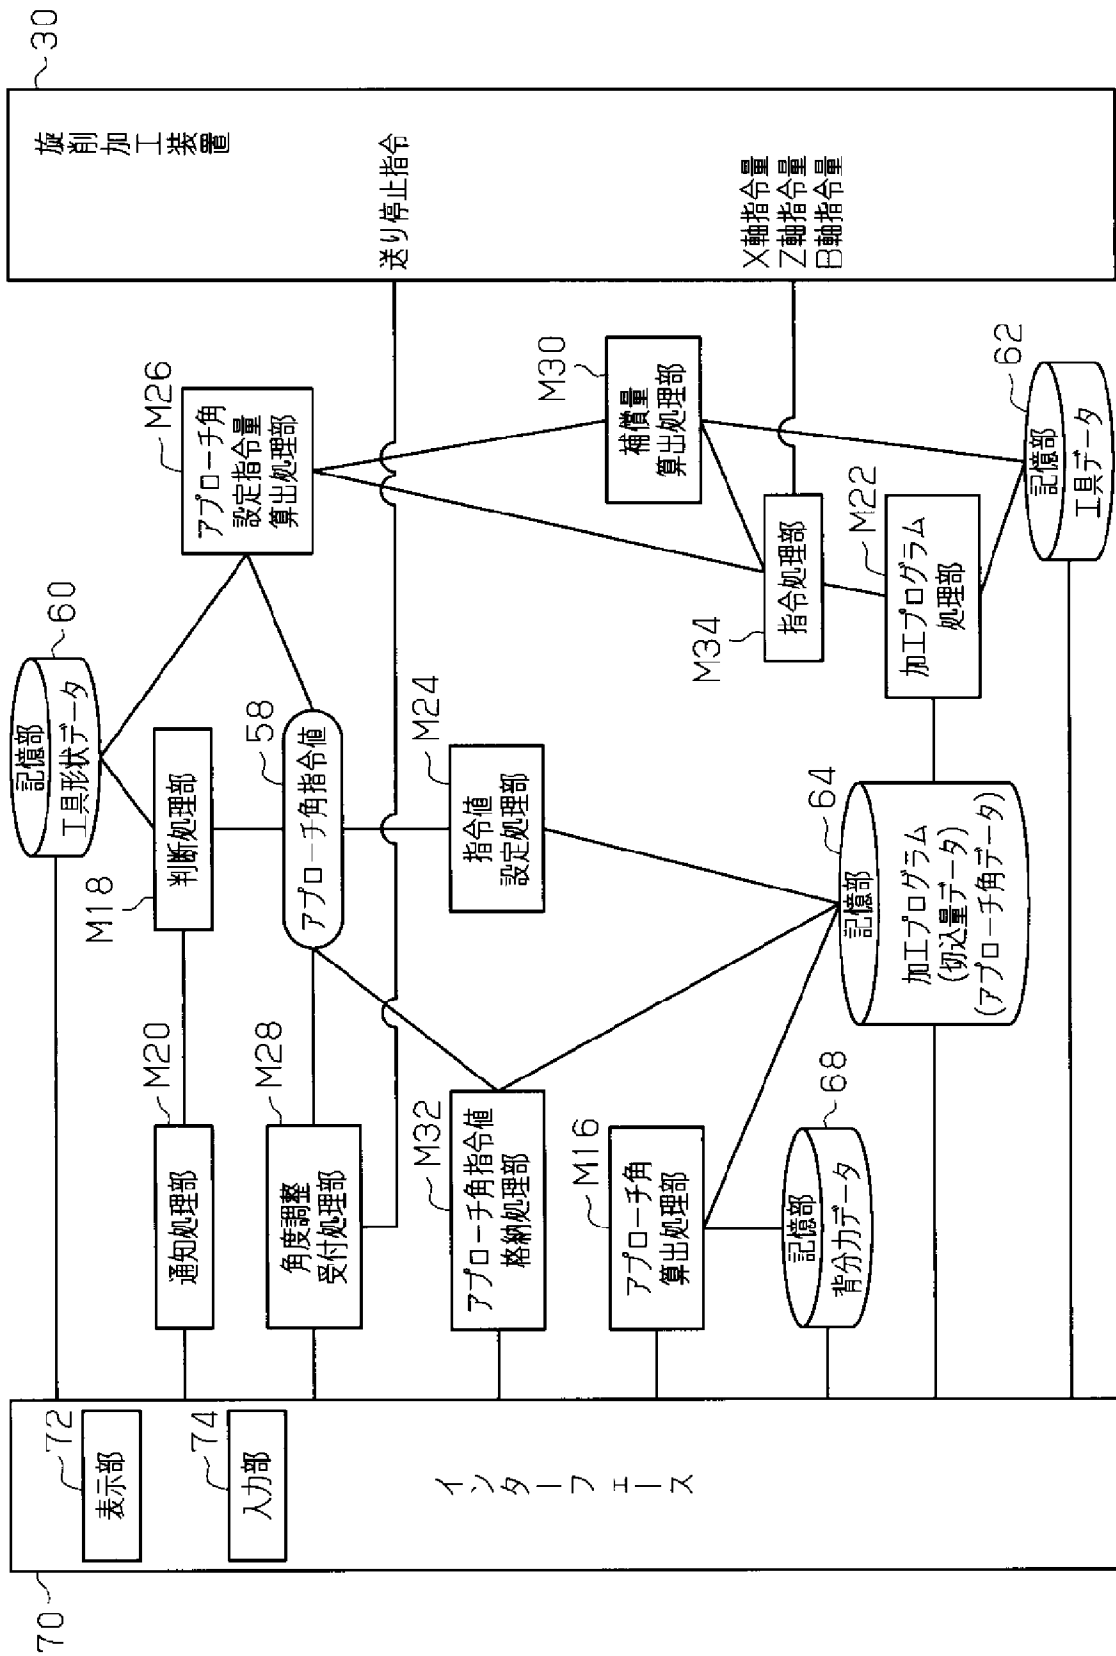 70
72
表示部
74
入力部
インターフェース
60
記憶部
工具形状データ
M20
通知処理部
M18
判断処理部
M26
アプローチ角
設定指令量
算出処理部
30
旋削加工装置
M28
角度調整
受付処理部
58
アプローチ角指令値
送り停止指令
M32
アプローチ角指令値
格納処理部
M24
指令値
設定処理部
M16
アプローチ角
算出処理部
M30
補償量
算出処理部
M34
指令処理部
X軸指令量
Z軸指令量
B軸指令量
68
記憶部
背分力データ
64
記憶部
加工プログラム
(切込量データ)
(アプローチ角データ)
M22
加工プログラム
処理部
62
記憶部
工具データ